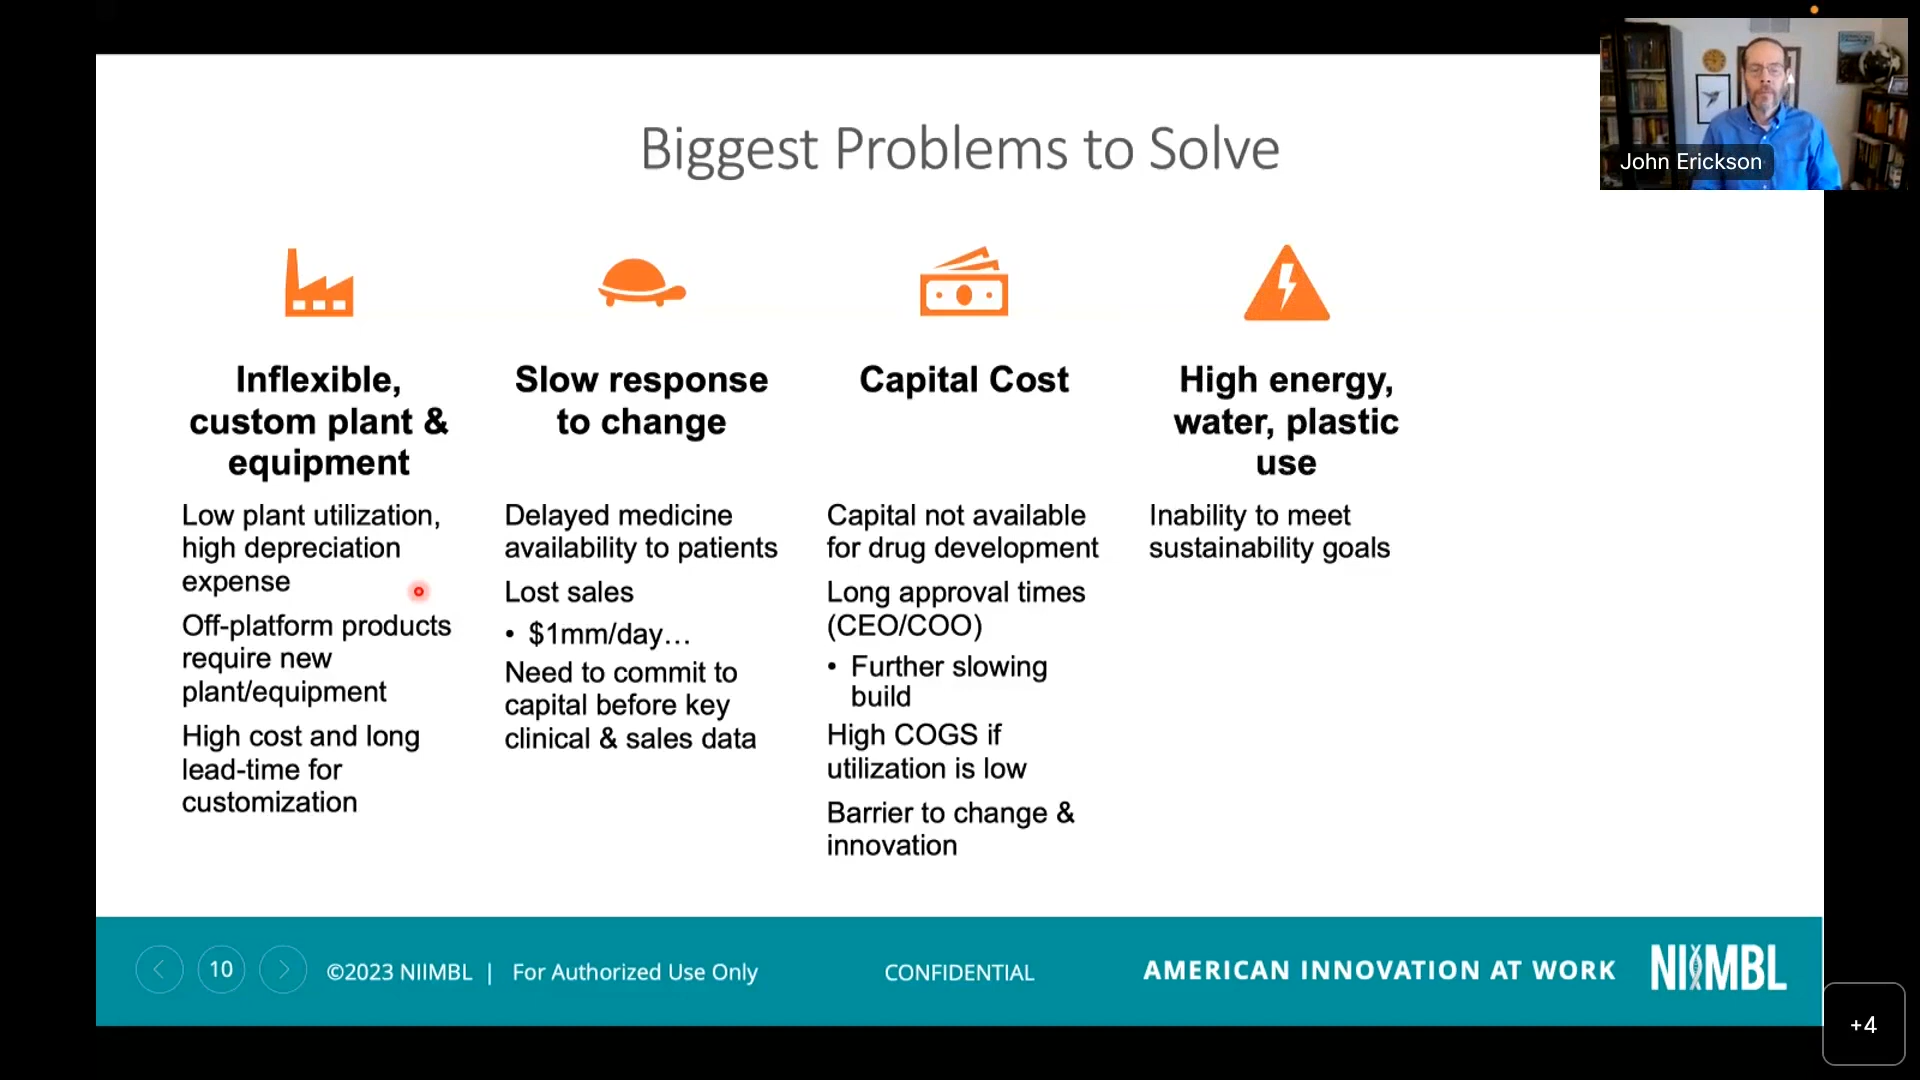 Biggest Problems to Solve
John Erickson
Inflexible,
custom plant &
equipment
Low plant utilization,
high depreciation
expense
Off-platform products
require new
plant/equipment
High cost and long
lead-time for
customization
Slow response
to change
Delayed medicine
availability to patients
Lost sales
• $1mm/day…
Need to commit to
capital before key
clinical & sales data
Capital Cost
Capital not available
for drug development
Long approval times
(CEO/COO)
• Further slowing
build
High COGS if
utilization is low
Barrier to change &
innovation
High energy,
water, plastic
use
Inability to meet
sustainability goals
10
©2023 NIIMBL | For Authorized Use Only
CONFIDENTIAL
AMERICAN INNOVATION AT WORK
NIIMBL
+4